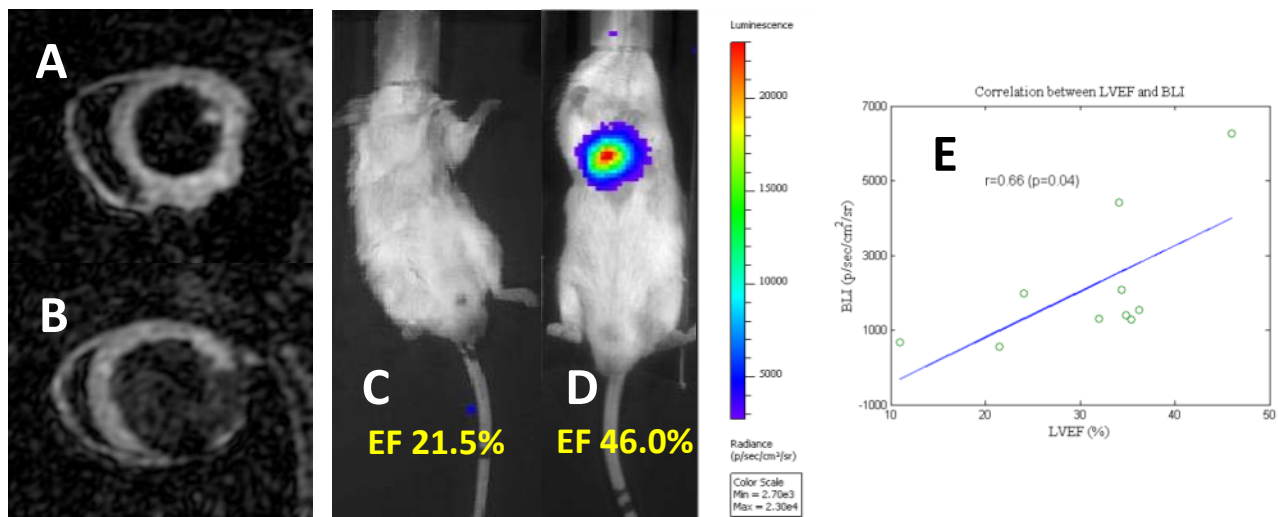 A
B
C
EF 21.5%
D
EF 46.0%
Luminescence
20000
15000
10000
5000
Radiance
(p/sec/cm²/sr)
Color Scale
Min = 2.70e3
Max = 2.30e4
Correlation between LVEF and BLI
E
r=0.66 (p=0.04)
BLI (p/sec/cm²/sr)
7000
5000
3000
1000
-1000
10
20
30
40
50
LVEF (%)